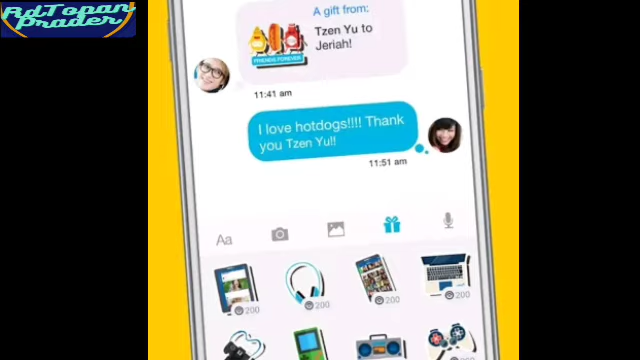 RdTopan
Prader
A gift from:
Tzen Yu to
Jeriah!
FRIENDS FOREVER
11:41 am
I love hotdogs!!!! Thank
you Tzen Yu!!
11:51 am
Aa
200
200
200
200